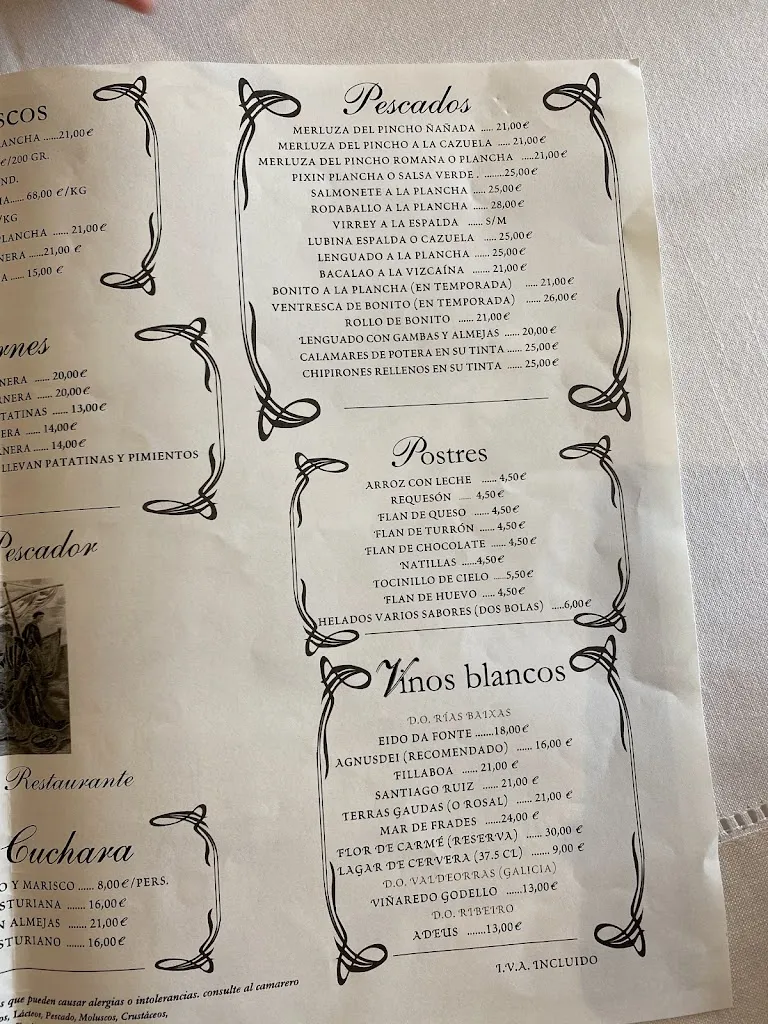 SCOS
LANCHA ......21,00€
€/200 GR.
ND.
HA..... 68,00 €/KG
/KG
PLANCHA ...... 21,00€
NERA ......21,00 €
A ..... 15,00 €
rnes
NERA ...... 20,00€
RNERA ...... 20,00€
TATINAS ...... 13,00€
ERA ..... 14,00€
RNERA ...... 14,00€
LLEVAN PATATINAS Y PIMIENTOS
Pescador
Restaurante
Cuchara
O Y MARISCO ...... 8,00€/PERS.
STURIANA ....... 16,00€
N ALMEJAS ....... 21,00€
STURIANO ....... 16,00€
s que pueden causar alergias o intolerancias. consulte al camarero
os, Lácteos, Pescado, Moluscos, Crustáceos,
Pescados
MERLUZA DEL PINCHO ÑAÑADA ..... 21,00€
MERLUZA DEL PINCHO A LA CAZUELA ..... 21,00€
MERLUZA DEL PINCHO ROMANA O PLANCHA .....21,00€
PIXIN PLANCHA O SALSA VERDE . ........25,00€
SALMONETE A LA PLANCHA ..... 25,00€
RODABALLO A LA PLANCHA ...... 28,00€
VIRREY A LA ESPALDA ...... S/M
LUBINA ESPALDA O CAZUELA ..... 25,00€
LENGUADO A LA PLANCHA ...... 25,00€
BACALAO A LA VIZCAÍNA ....... 21,00€
BONITO A LA PLANCHA (EN TEMPORADA) ..... 21,00€
VENTRESCA DE BONITO (EN TEMPORADA) ...... 26,00€
ROLLO DE BONITO ...... 21,00€
LENGUADO CON GAMBAS Y ALMEJAS ...... 20,00€
CALAMARES DE POTERA EN SU TINTA ...... 25,00€
CHIPIRONES RELLENOS EN SU TINTA ...... 25,00€
Postres
ARROZ CON LECHE ...... 4,50€
REQUESÓN ..... 4,50€
FLAN DE QUESO ...... 4,50€
FLAN DE TURRÓN ...... 4,50€
FLAN DE CHOCOLATE ...... 4,50€
NATILLAS .....4,50€
TOCINILLO DE CIELO .....5,50€
FLAN DE HUEVO ..... 4,50€
HELADOS VARIOS SABORES (DOS BOLAS) .....6,00€
Vinos blancos
D.O. RÍAS BAIXAS
EIDO DA FONTE .......18,00€
AGNUSDEI (RECOMENDADO) ...... 16,00 €
FILLABOA ...... 21,00 €
SANTIAGO RUIZ ...... 21,00 €
TERRAS GAUDAS (O ROSAL) ...... 21,00 €
MAR DE FRADES ......24,00 €
FLOR DE CARMÉ (RESERVA) ...... 30,00 €
LAGAR DE CERVERA (37.5 CL) ....... 9,00 €
D.O. VALDEORRAS (GALICIA)
VIÑAREDO GODELLO ......13,00€
D.O. RIBEIRO
ADEUS .......13,00€
I.V.A. INCLUIDO